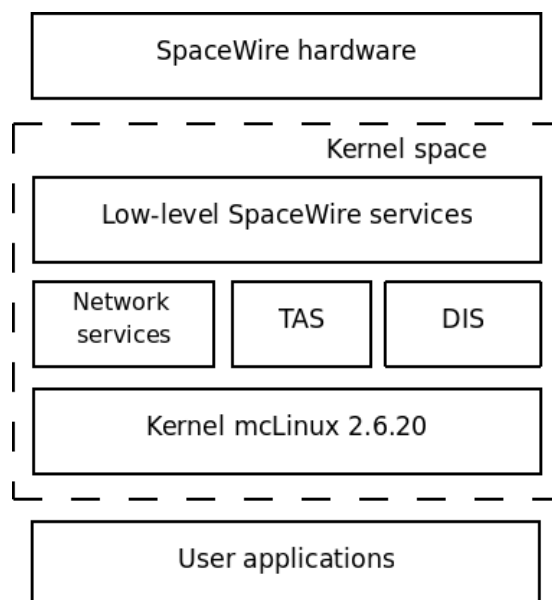 SpaceWire hardware
Kernel space
Low-level SpaceWire services
Network
services
TAS
DIS
Kernel mcLinux 2.6.20
User applications